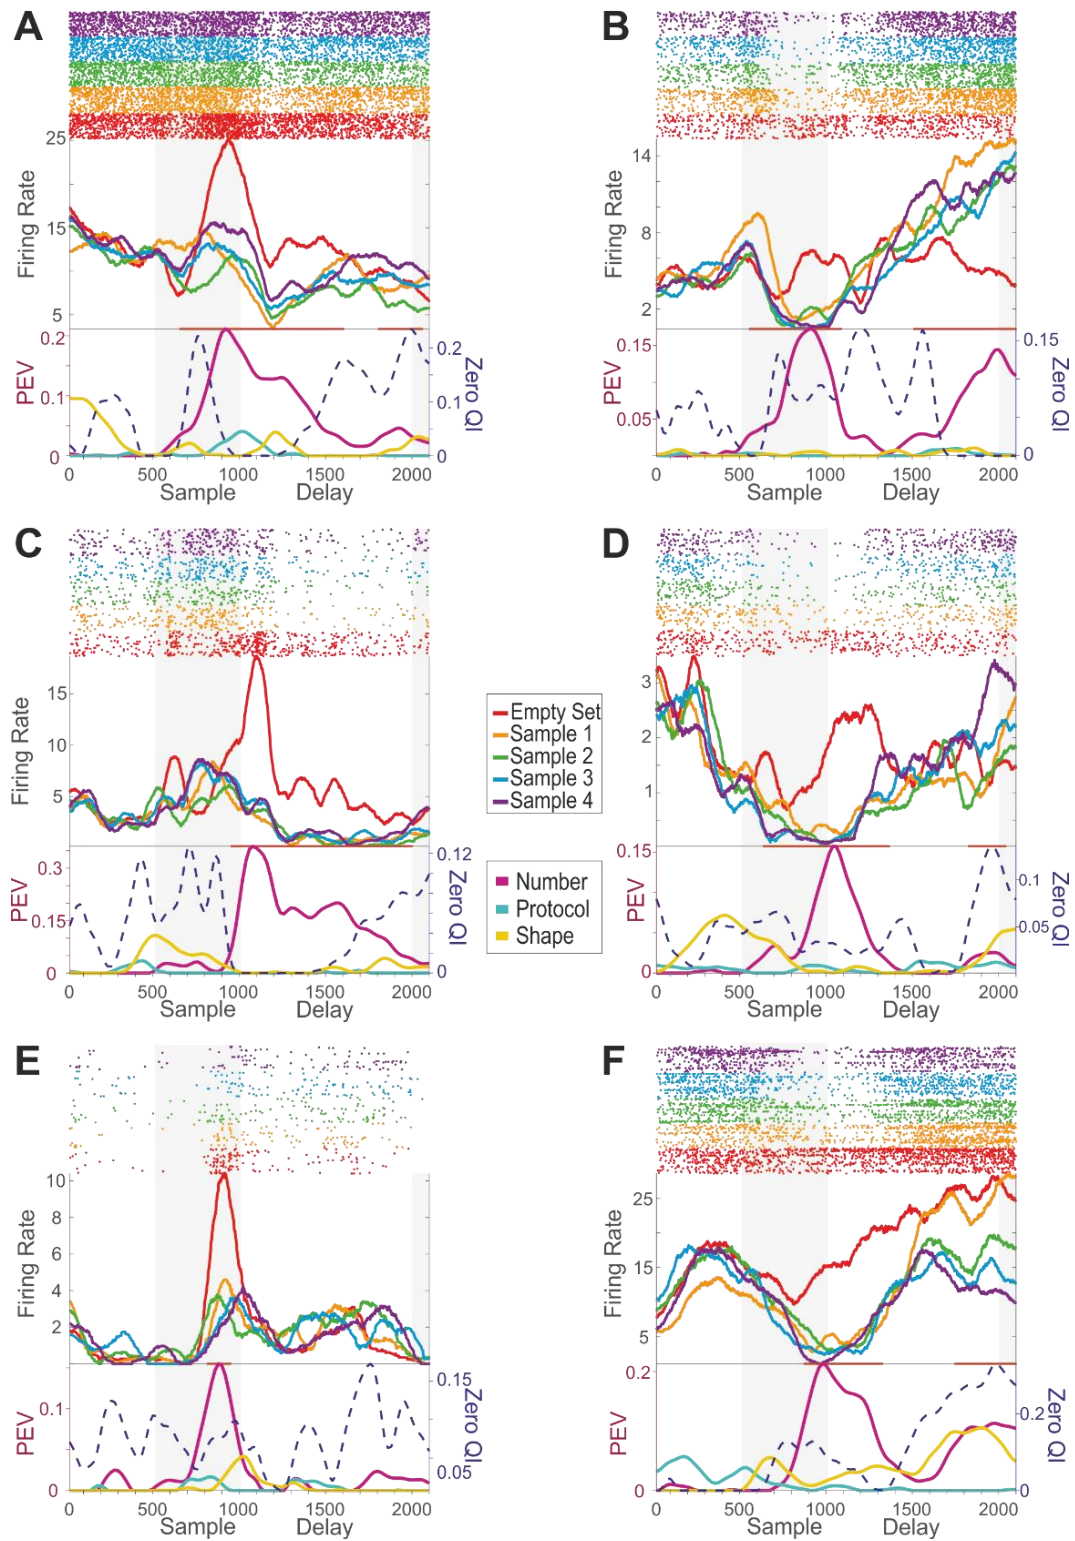 A
25
15
5
Firing Rate
0.2
0.1
0
PEV
0.2
0.1
0
Zero QI
0 500 1000 1500 2000
Sample Delay
B
14
8
2
Firing Rate
0.15
0.05
PEV
0.15
0
Zero QI
0 500 1000 1500 2000
Sample Delay
C
15
10
5
Firing Rate
0.3
0.15
0
PEV
0.12
0
Zero QI
0 500 1000 1500 2000
Sample Delay
Empty Set
Sample 1
Sample 2
Sample 3
Sample 4
Number
Protocol
Shape
D
3
2
1
Firing Rate
0.15
0
PEV
0.1
0.05
Zero QI
0 500 1000 1500 2000
Sample Delay
E
10
8
6
4
2
Firing Rate
0.1
0
PEV
0.15
0.05
Zero QI
0 500 1000 1500 2000
Sample Delay
F
25
15
5
Firing Rate
0.2
0
PEV
0.2
0
Zero QI
0 500 1000 1500 2000
Sample Delay